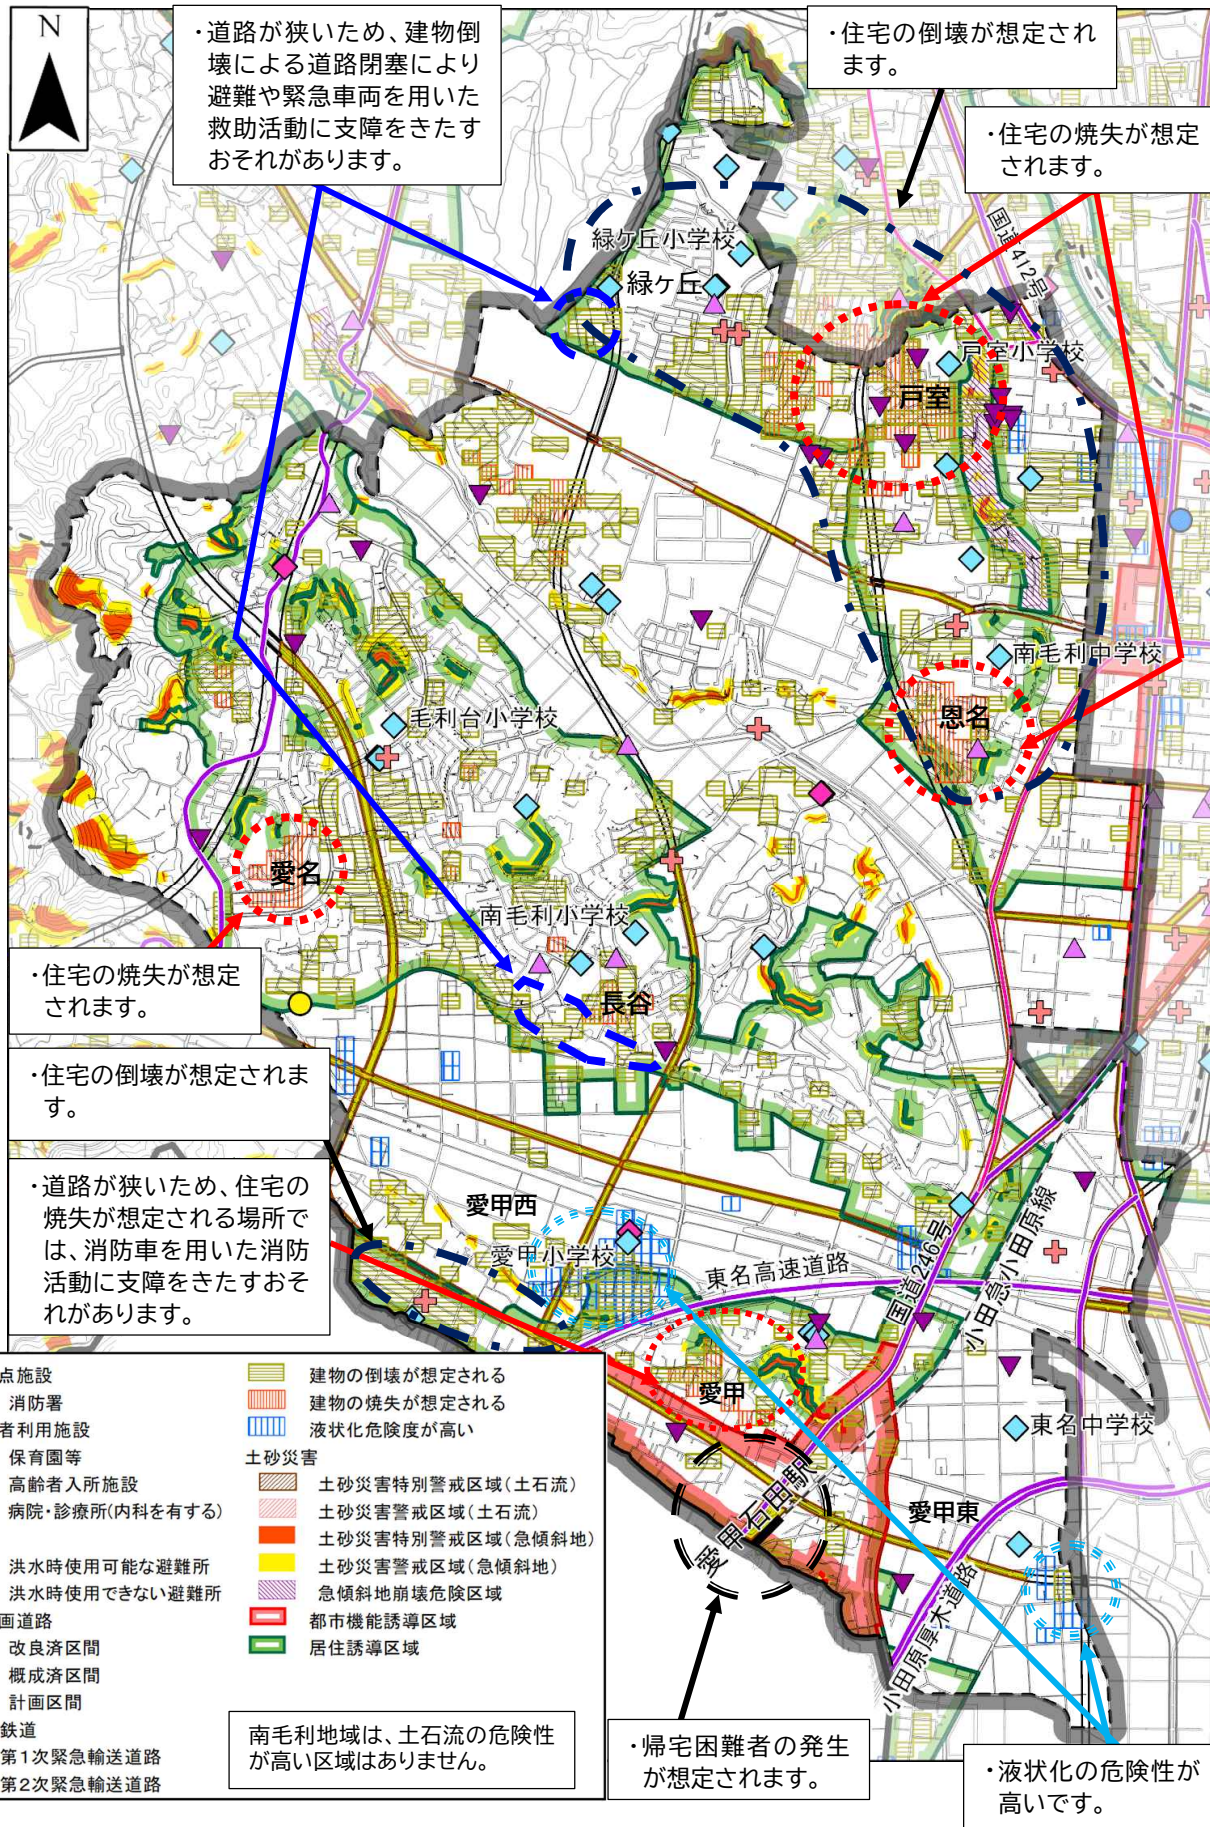 N
・道路が狭いため、建物倒
壊による道路閉塞により
避難や緊急車両を用いた
救助活動に支障をきたす
おそれがあります。
・住宅の倒壊が想定され
ます。
・住宅の焼失が想定
されます。
国道412号
緑ケ丘小学校
緑ヶ丘
戸室小学校
戸室
南毛利中学校
恩名
毛利台小学校
愛名
南毛利小学校
長谷
・住宅の焼失が想定
されます。
・住宅の倒壊が想定されま
す。
・道路が狭いため、住宅の
焼失が想定される場所で
は、消防車を用いた消防
活動に支障をきたすおそ
れがあります。
愛甲西
愛甲小学校
東名高速道路
国道246号
小田急小田原線
愛甲
愛甲石田駅
東名中学校
愛甲東
小田原厚木道路
点施設
消防署
者利用施設
保育園等
高齢者入所施設
病院・診療所(内科を有する)
洪水時使用可能な避難所
洪水時使用できない避難所
画道路
改良済区間
概成済区間
計画区間
鉄道
第1次緊急輸送道路
第2次緊急輸送道路
建物の倒壊が想定される
建物の焼失が想定される
液状化危険度が高い
土砂災害
土砂災害特別警戒区域(土石流)
土砂災害警戒区域(土石流)
土砂災害特別警戒区域(急傾斜地)
土砂災害警戒区域(急傾斜地)
急傾斜地崩壊危険区域
都市機能誘導区域
居住誘導区域
南毛利地域は、土石流の危険性
が高い区域はありません。
・帰宅困難者の発生
が想定されます。
・液状化の危険性が
高いです。